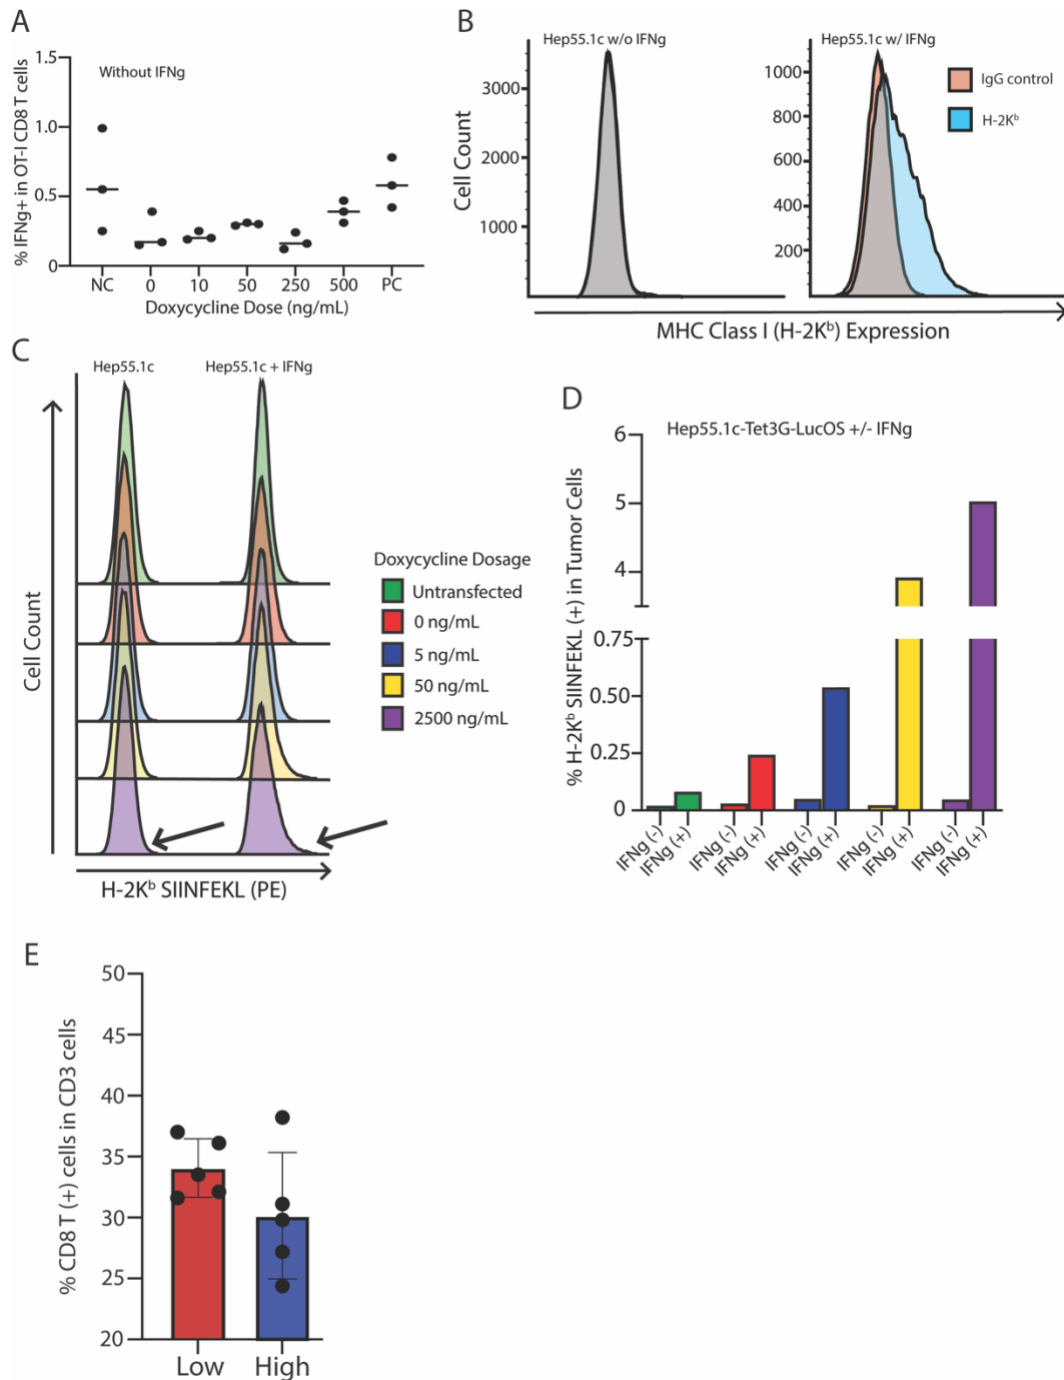 A
Without IFNg
% IFNg+ in OT-I CD8 T cells
1.5
1.0
0.5
0
NC 0 10 50 250 500 PC
Doxycycline Dose (ng/mL)
B
Hep55.1c w/o IFNg
Cell Count
3000
2000
1000
Hep55.1c w/ IFNg
1000
800
600
400
200
IgG control
H-2Kᵇ
MHC Class I (H-2Kᵇ) Expression
C
Hep55.1c
Hep55.1c + IFNg
Cell Count
H-2Kᵇ SIINFEKL (PE)
Doxycycline Dosage
Untransfected
0 ng/mL
5 ng/mL
50 ng/mL
2500 ng/mL
D
Hep55.1c-Tet3G-LucOS +/- IFNg
% H-2Kᵇ SIINFEKL (+) in Tumor Cells
6
5
4
0.75
0.50
0.25
0
IFNg (-) IFNg (+) IFNg (-) IFNg (+) IFNg (-) IFNg (+) IFNg (-) IFNg (+) IFNg (-) IFNg (+)
E
% CD8 T (+) cells in CD3 cells
50
45
40
35
30
25
20
Low High